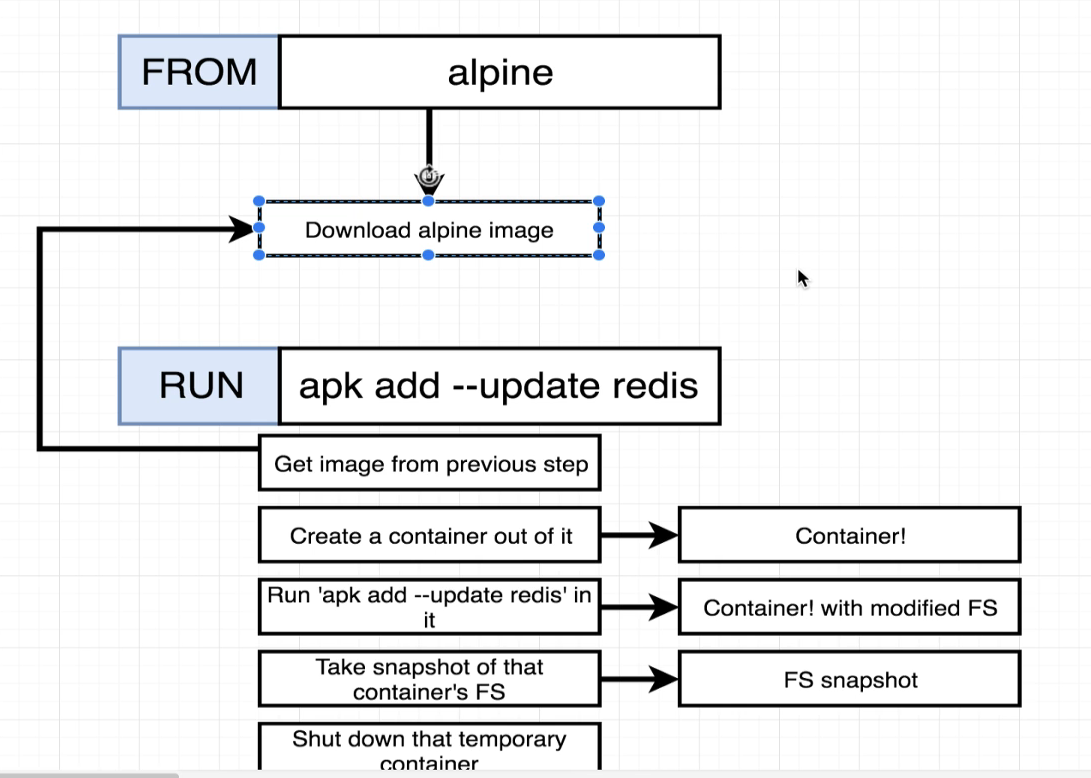 FROM alpine
Download alpine image
RUN apk add --update redis
Get image from previous step
Create a container out of it
Container!
Run 'apk add --update redis' in
it
Container! with modified FS
Take snapshot of that
container's FS
FS snapshot
Shut down that temporary
container